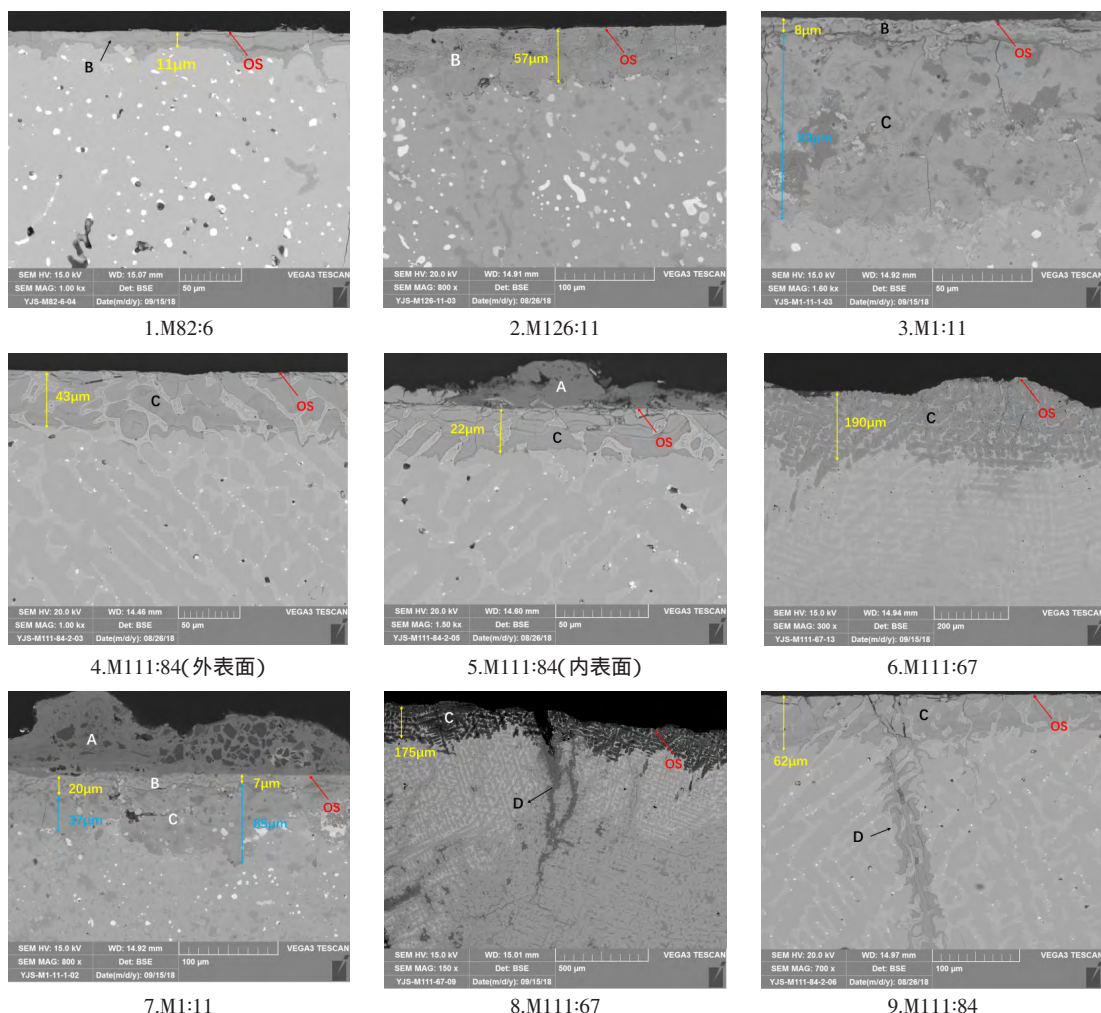 B
11μm
OS
SEM HV: 15.0 kV WD: 15.07 mm VEGA3 TESCAN
SEM MAG: 1.00 kx Det: BSE 50 μm
YJS-M82-6-04 Date(m/d/y): 09/15/18
1.M82:6
B
57μm
OS
SEM HV: 20.0 kV WD: 14.91 mm VEGA3 TESCAN
SEM MAG: 800 x Det: BSE 100 μm
YJS-M126-11-03 Date(m/d/y): 08/26/18
2.M126:11
8μm
B
OS
C
SEM HV: 15.0 kV WD: 14.92 mm VEGA3 TESCAN
SEM MAG: 1.60 kx Det: BSE 50 μm
YJS-M1-11-1-03 Date(m/d/y): 09/15/18
3.M1:11
43μm
C
OS
SEM HV: 20.0 kV WD: 14.46 mm VEGA3 TESCAN
SEM MAG: 1.00 kx Det: BSE 50 μm
YJS-M111-84-2-03 Date(m/d/y): 08/26/18
4.M111:84(外表面)
A
22μm
C
OS
SEM HV: 20.0 kV WD: 14.60 mm VEGA3 TESCAN
SEM MAG: 1.50 kx Det: BSE 50 μm
YJS-M111-84-2-05 Date(m/d/y): 08/26/18
5.M111:84(内表面)
190μm
C
OS
SEM HV: 15.0 kV WD: 14.94 mm VEGA3 TESCAN
SEM MAG: 300 x Det: BSE 200 μm
YJS-M111-67-13 Date(m/d/y): 09/15/18
6.M111:67
A
20μm
B
7μm
OS
37μm
C
85μm
SEM HV: 15.0 kV WD: 14.92 mm VEGA3 TESCAN
SEM MAG: 800 x Det: BSE 100 μm
YJS-M1-11-1-02 Date(m/d/y): 09/15/18
7.M1:11
C
175μm
OS
D
SEM HV: 15.0 kV WD: 15.01 mm VEGA3 TESCAN
SEM MAG: 150 x Det: BSE 500 μm
YJS-M111-67-09 Date(m/d/y): 09/15/18
8.M111:67
C
OS
62μm
D
SEM HV: 20.0 kV WD: 14.97 mm VEGA3 TESCAN
SEM MAG: 700 x Det: BSE 100 μm
YJS-M111-84-2-06 Date(m/d/y): 08/26/18
9.M111:84